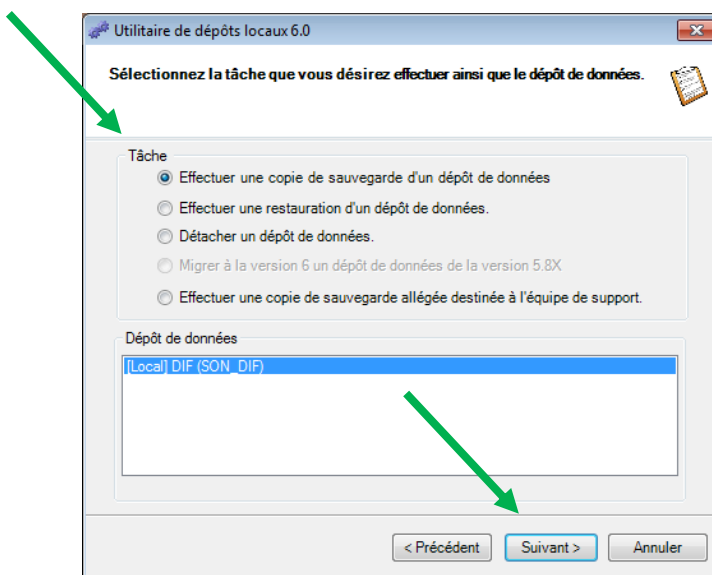 Utilitaire de dépôts locaux 6.0
Sélectionnez la tâche que vous désirez effectuer ainsi que le dépôt de données.
Tâche
Effectuer une copie de sauvegarde d'un dépôt de données
Effectuer une restauration d'un dépôt de données.
Détacher un dépôt de données.
Migrer à la version 6 un dépôt de données de la version 5.8X
Effectuer une copie de sauvegarde allégée destinée à l'équipe de support.
Dépôt de données
[Local] DIF (SON_DIF)
< Précédent Suivant > Annuler